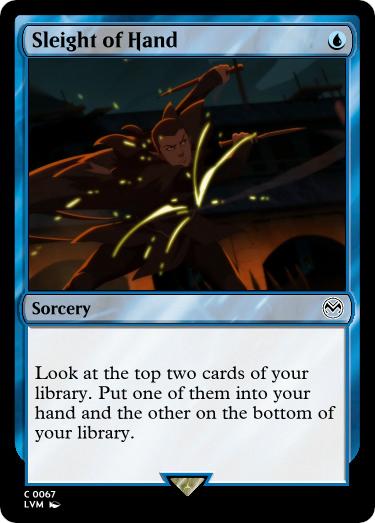 Sleight of Hand
Sorcery
Look at the top two cards of your
library. Put one of them into your
hand and the other on the bottom of
your library.
C 0067
LVM